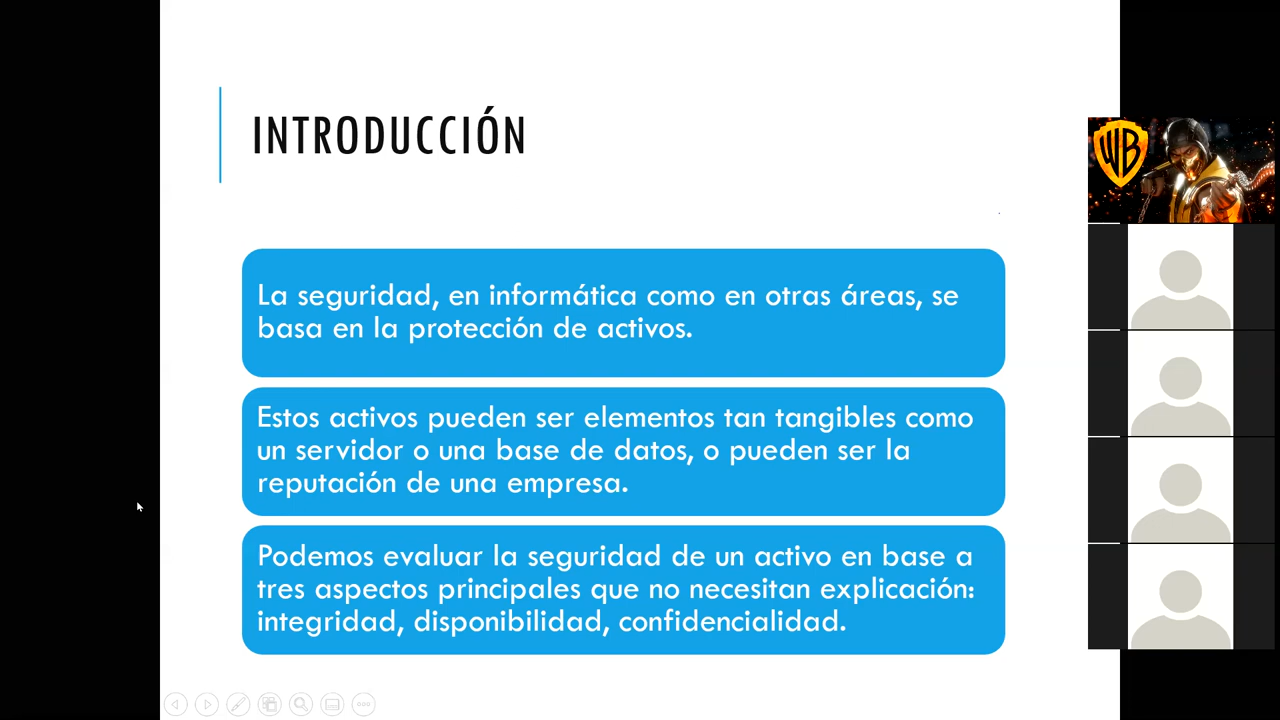 INTRODUCCIÓN
La seguridad, en informática como en otras áreas, se
basa en la protección de activos.
Estos activos pueden ser elementos tan tangibles como
un servidor o una base de datos, o pueden ser la
reputación de una empresa.
Podemos evaluar la seguridad de un activo en base a
tres aspectos principales que no necesitan explicación:
integridad, disponibilidad, confidencialidad.
WB